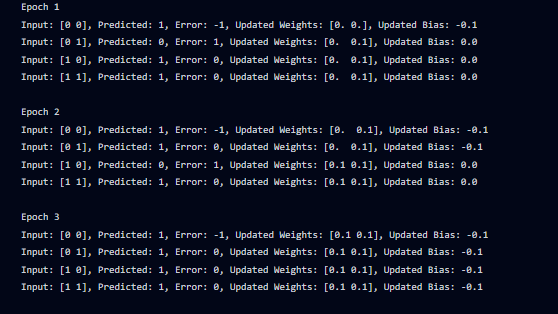 Epoch 1
Input: [0 0], Predicted: 1, Error: -1, Updated Weights: [0. 0.], Updated Bias: -0.1
Input: [0 1], Predicted: 0, Error: 1, Updated Weights: [0.  0.1], Updated Bias: 0.0
Input: [1 0], Predicted: 1, Error: 0, Updated Weights: [0.  0.1], Updated Bias: 0.0
Input: [1 1], Predicted: 1, Error: 0, Updated Weights: [0.  0.1], Updated Bias: 0.0

Epoch 2
Input: [0 0], Predicted: 1, Error: -1, Updated Weights: [0.  0.1], Updated Bias: -0.1
Input: [0 1], Predicted: 1, Error: 0, Updated Weights: [0.  0.1], Updated Bias: -0.1
Input: [1 0], Predicted: 0, Error: 1, Updated Weights: [0.1 0.1], Updated Bias: 0.0
Input: [1 1], Predicted: 1, Error: 0, Updated Weights: [0.1 0.1], Updated Bias: 0.0

Epoch 3
Input: [0 0], Predicted: 1, Error: -1, Updated Weights: [0.1 0.1], Updated Bias: -0.1
Input: [0 1], Predicted: 1, Error: 0, Updated Weights: [0.1 0.1], Updated Bias: -0.1
Input: [1 0], Predicted: 1, Error: 0, Updated Weights: [0.1 0.1], Updated Bias: -0.1
Input: [1 1], Predicted: 1, Error: 0, Updated Weights: [0.1 0.1], Updated Bias: -0.1